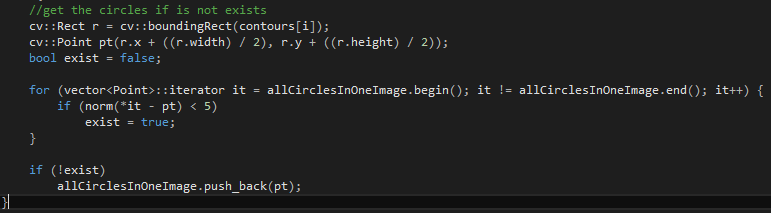 //get the circles if is not exists
cv::Rect r = cv::boundingRect(contours[i]);
cv::Point pt(r.x + ((r.width) / 2), r.y + ((r.height) / 2));
bool exist = false;
for (vector<Point>::iterator it = allCirclesInOneImage.begin(); it != allCirclesInOneImage.end(); it++) {
if (norm(*it - pt) < 5)
exist = true;
}
if (!exist)
allCirclesInOneImage.push_back(pt);
}